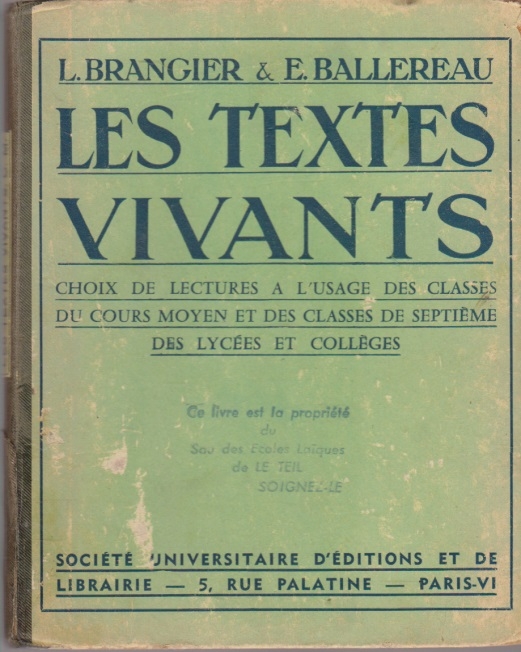 L. BRANGIER & E. BALLEREAU
LES TEXTES
VIVANTS
CHOIX DE LECTURES A L'USAGE DES CLASSES
DU COURS MOYEN ET DES CLASSES DE SEPTIÈME
DES LYCÉES ET COLLÈGES
Ce livre est la propriété
du
Sou des Ecoles Laïques
de LE TEIL
SOIGNEZ-LE
SOCIÉTÉ UNIVERSITAIRE D'ÉDITIONS ET DE
LIBRAIRIE — 5, RUE PALATINE — PARIS-VI